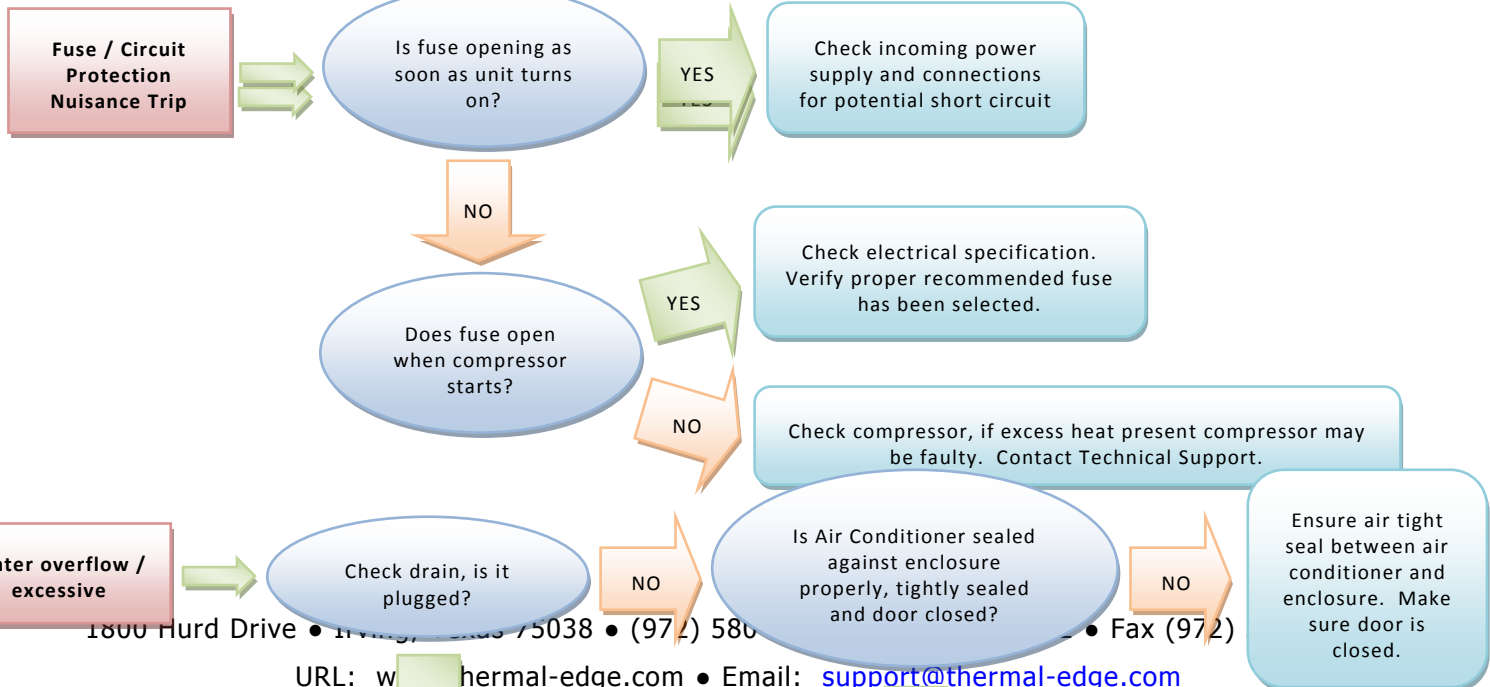 Fuse / Circuit
Protection
Nuisance Trip
Is fuse opening as
soon as unit turns
on?
YES
Check incoming power
supply and connections
for potential short circuit
NO
Does fuse open
when compressor
starts?
YES
Check electrical specification.
Verify proper recommended fuse
has been selected.
NO
Check compressor, if excess heat present compressor may
be faulty. Contact Technical Support.
overflow /
excessive
Check drain, is it
plugged?
NO
Is Air Conditioner sealed
against enclosure
properly, tightly sealed
and door closed?
NO
Ensure air tight
seal between air
conditioner and
enclosure. Make
sure door is
closed.
1800 Hurd Drive ● 75038 ● (972) 580 ● Fax (972)
URL: hermal-edge.com ● Email: support@thermal-edge.com